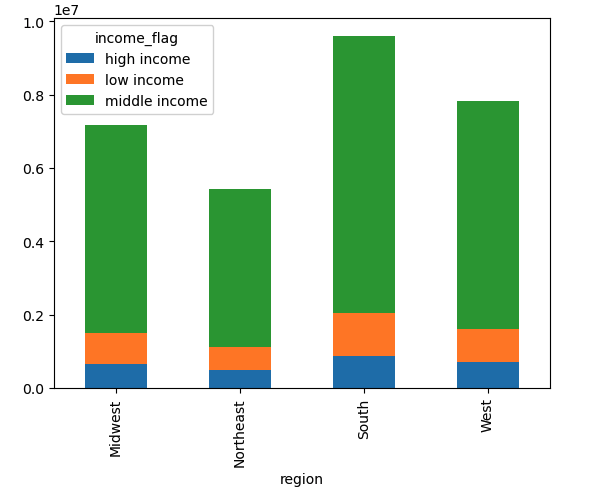 1e7
1.0
0.8
0.6
0.4
0.2
0.0
income_flag
high income
low income
middle income
Midwest
Northeast
South
West
region